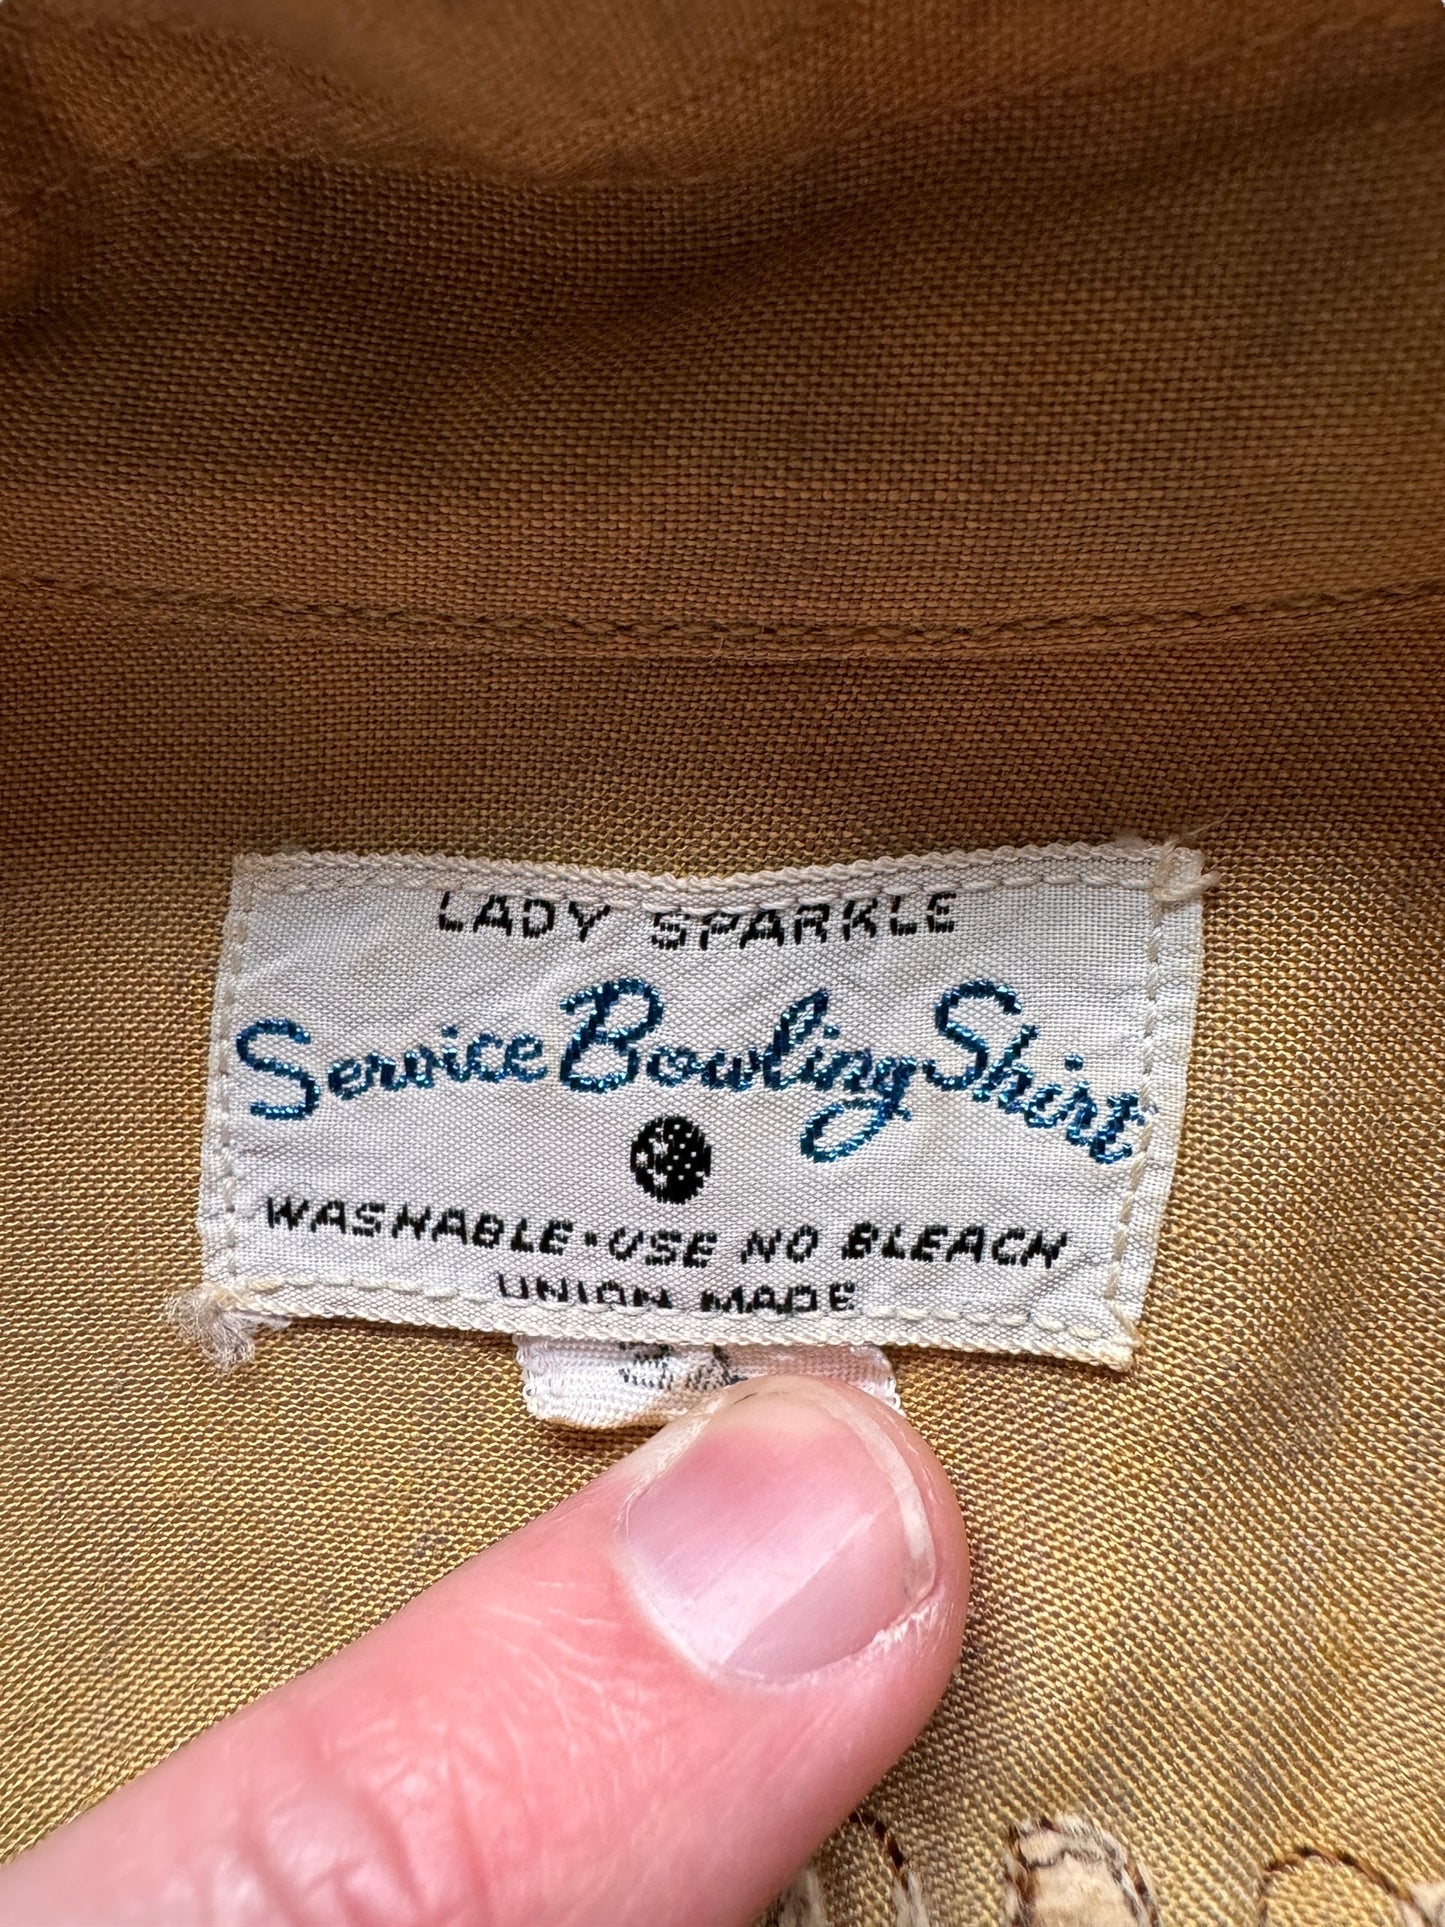 LADY SPARKLE
Service Bowling Shirt
WASHABLE · USE NO BLEACH
UNION MADE